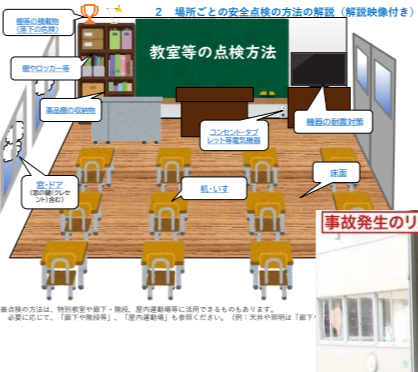 2 場所ごとの安全点検の方法の解説（解説映像付き）
棚等の積載物
（落下の危険）
教室等の点検方法
棚やロッカー等
薬品棚の収納物
コンセント・タブ
レット等電気機器
機器の耐震対策
窓・ドア
（窓の鍵（クレセ
ント）含む）
机・いす
床面
事故発生のリ
※点検の方法は、特別教室や廊下・階段、屋内運動場等に活用できるものもあります。
必要に応じて、「廊下や階段等」、「屋内運動場」も参照ください。（例：天井や照明は「廊下